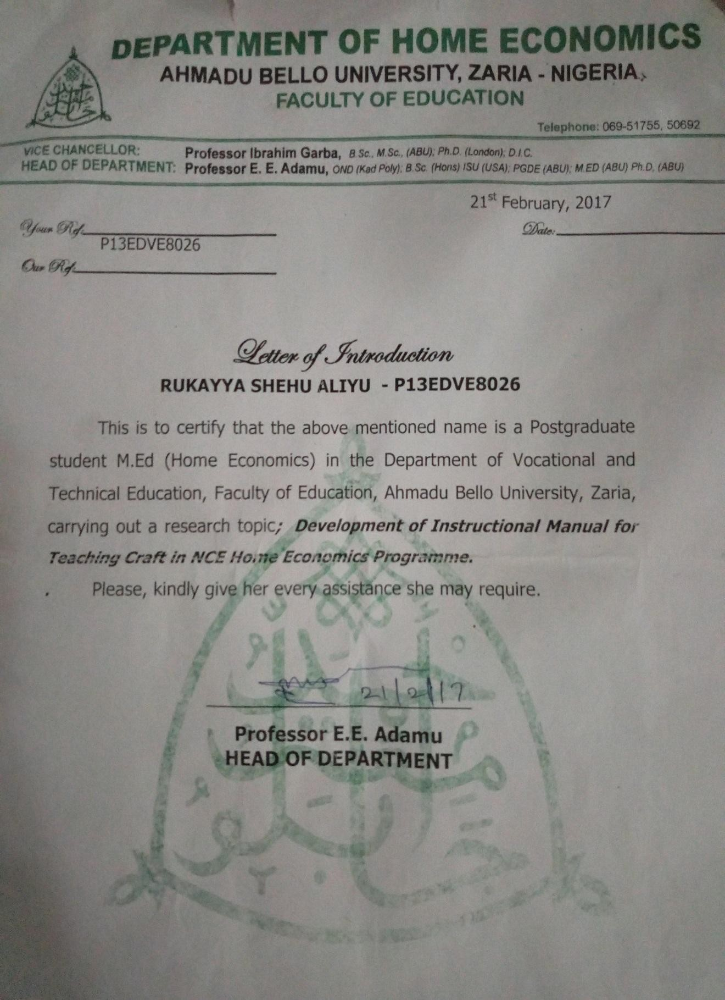 DEPARTMENT OF HOME ECONOMICS
AHMADU BELLO UNIVERSITY, ZARIA - NIGERIA
FACULTY OF EDUCATION
Telephone: 069-51755, 50692
VICE CHANCELLOR: Professor Ibrahim Garba, B.Sc., M.Sc., (ABU); Ph.D. (London); D.I.C.
HEAD OF DEPARTMENT: Professor E. E. Adamu, OND (Kad Poly); B.Sc. (Hons) ISU (USA); PGDE (ABU); M.ED (ABU) Ph.D, (ABU)
21st February, 2017
Your Ref:
Date:
P13EDVE8026
Our Ref:
Letter of Introduction
RUKAYYA SHEHU ALIYU - P13EDVE8026
This is to certify that the above mentioned name is a Postgraduate
student M.Ed (Home Economics) in the Department of Vocational and
Technical Education, Faculty of Education, Ahmadu Bello University, Zaria,
carrying out a research topic; Development of Instructional Manual for
Teaching Craft in NCE Home Economics Programme.
Please, kindly give her every assistance she may require.
21/2/17
Professor E.E. Adamu
HEAD OF DEPARTMENT